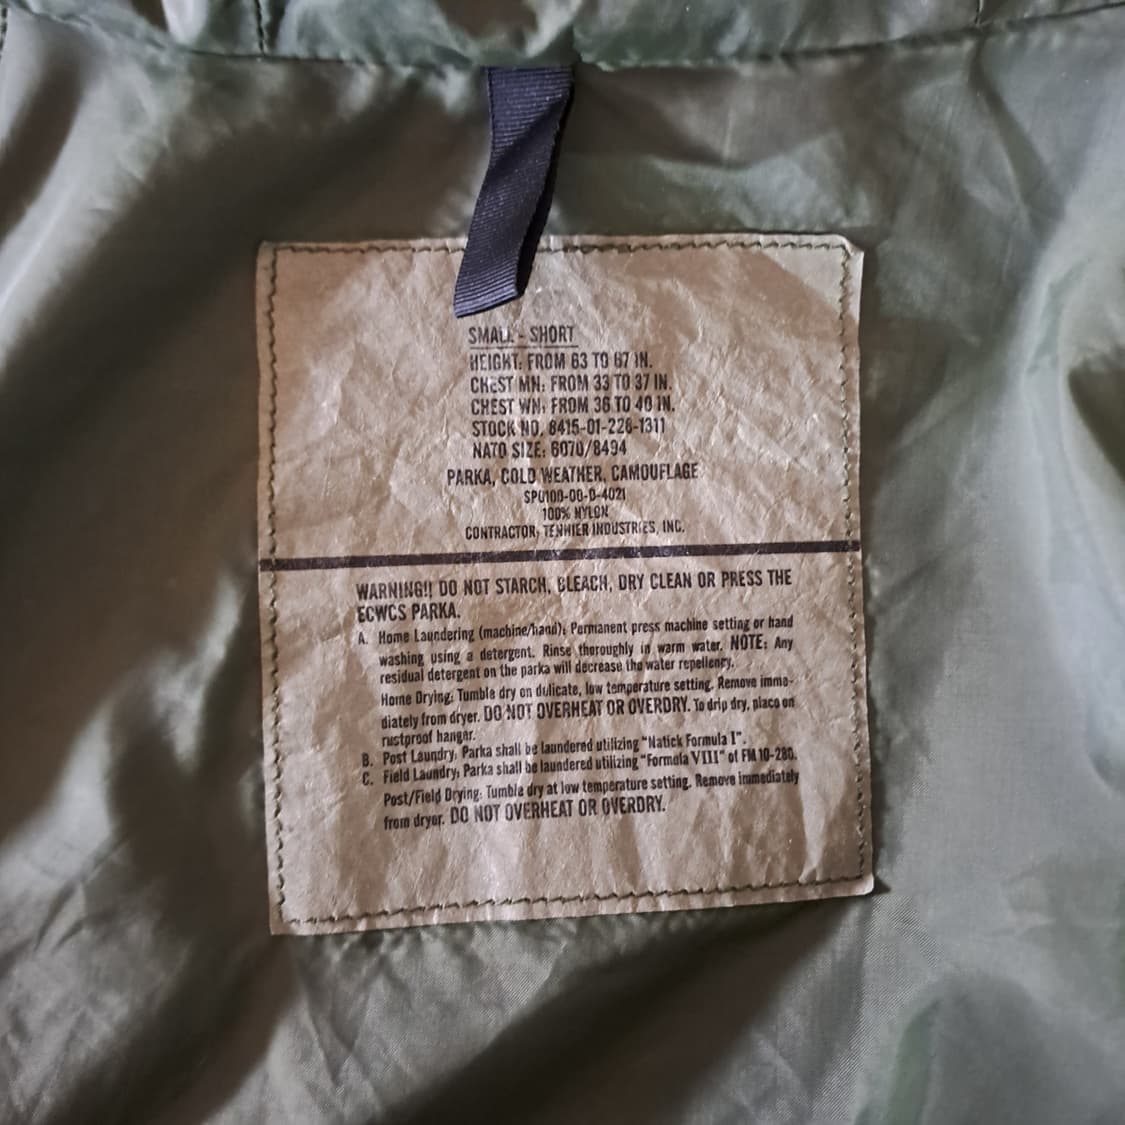 SMALL - SHORT
HEIGHT: FROM 63 TO 67 IN.
CHEST MN: FROM 33 TO 37 IN.
CHEST WN: FROM 36 TO 40 IN.
STOCK NO. 8415-01-228-1311
NATO SIZE: 6070/8494
PARKA, COLD WEATHER, CAMOUFLAGE
SPO100-00-D-4021
100% NYLON
CONTRACTOR: TENNIER INDUSTRIES, INC.
WARNING!! DO NOT STARCH, BLEACH, DRY CLEAN OR PRESS THE
ECWCS PARKA.
A. Home Laundering (machine/hand): Permanent press machine setting or hand
washing using a detergent. Rinse thoroughly in warm water. NOTE: Any
residual detergent on the parka will decrease the water repellency.
Home Drying: Tumble dry on delicate, low temperature setting. Remove imme-
diately from dryer. DO NOT OVERHEAT OR OVERDRY. To drip dry, place on
rustproof hanger.
B. Post Laundry: Parka shall be laundered utilizing "Natick Formula I".
C. Field Laundry: Parka shall be laundered utilizing "Formula VIII" of FM 10-280.
Post/Field Drying: Tumble dry at low temperature setting. Remove immediately
from dryer. DO NOT OVERHEAT OR OVERDRY.